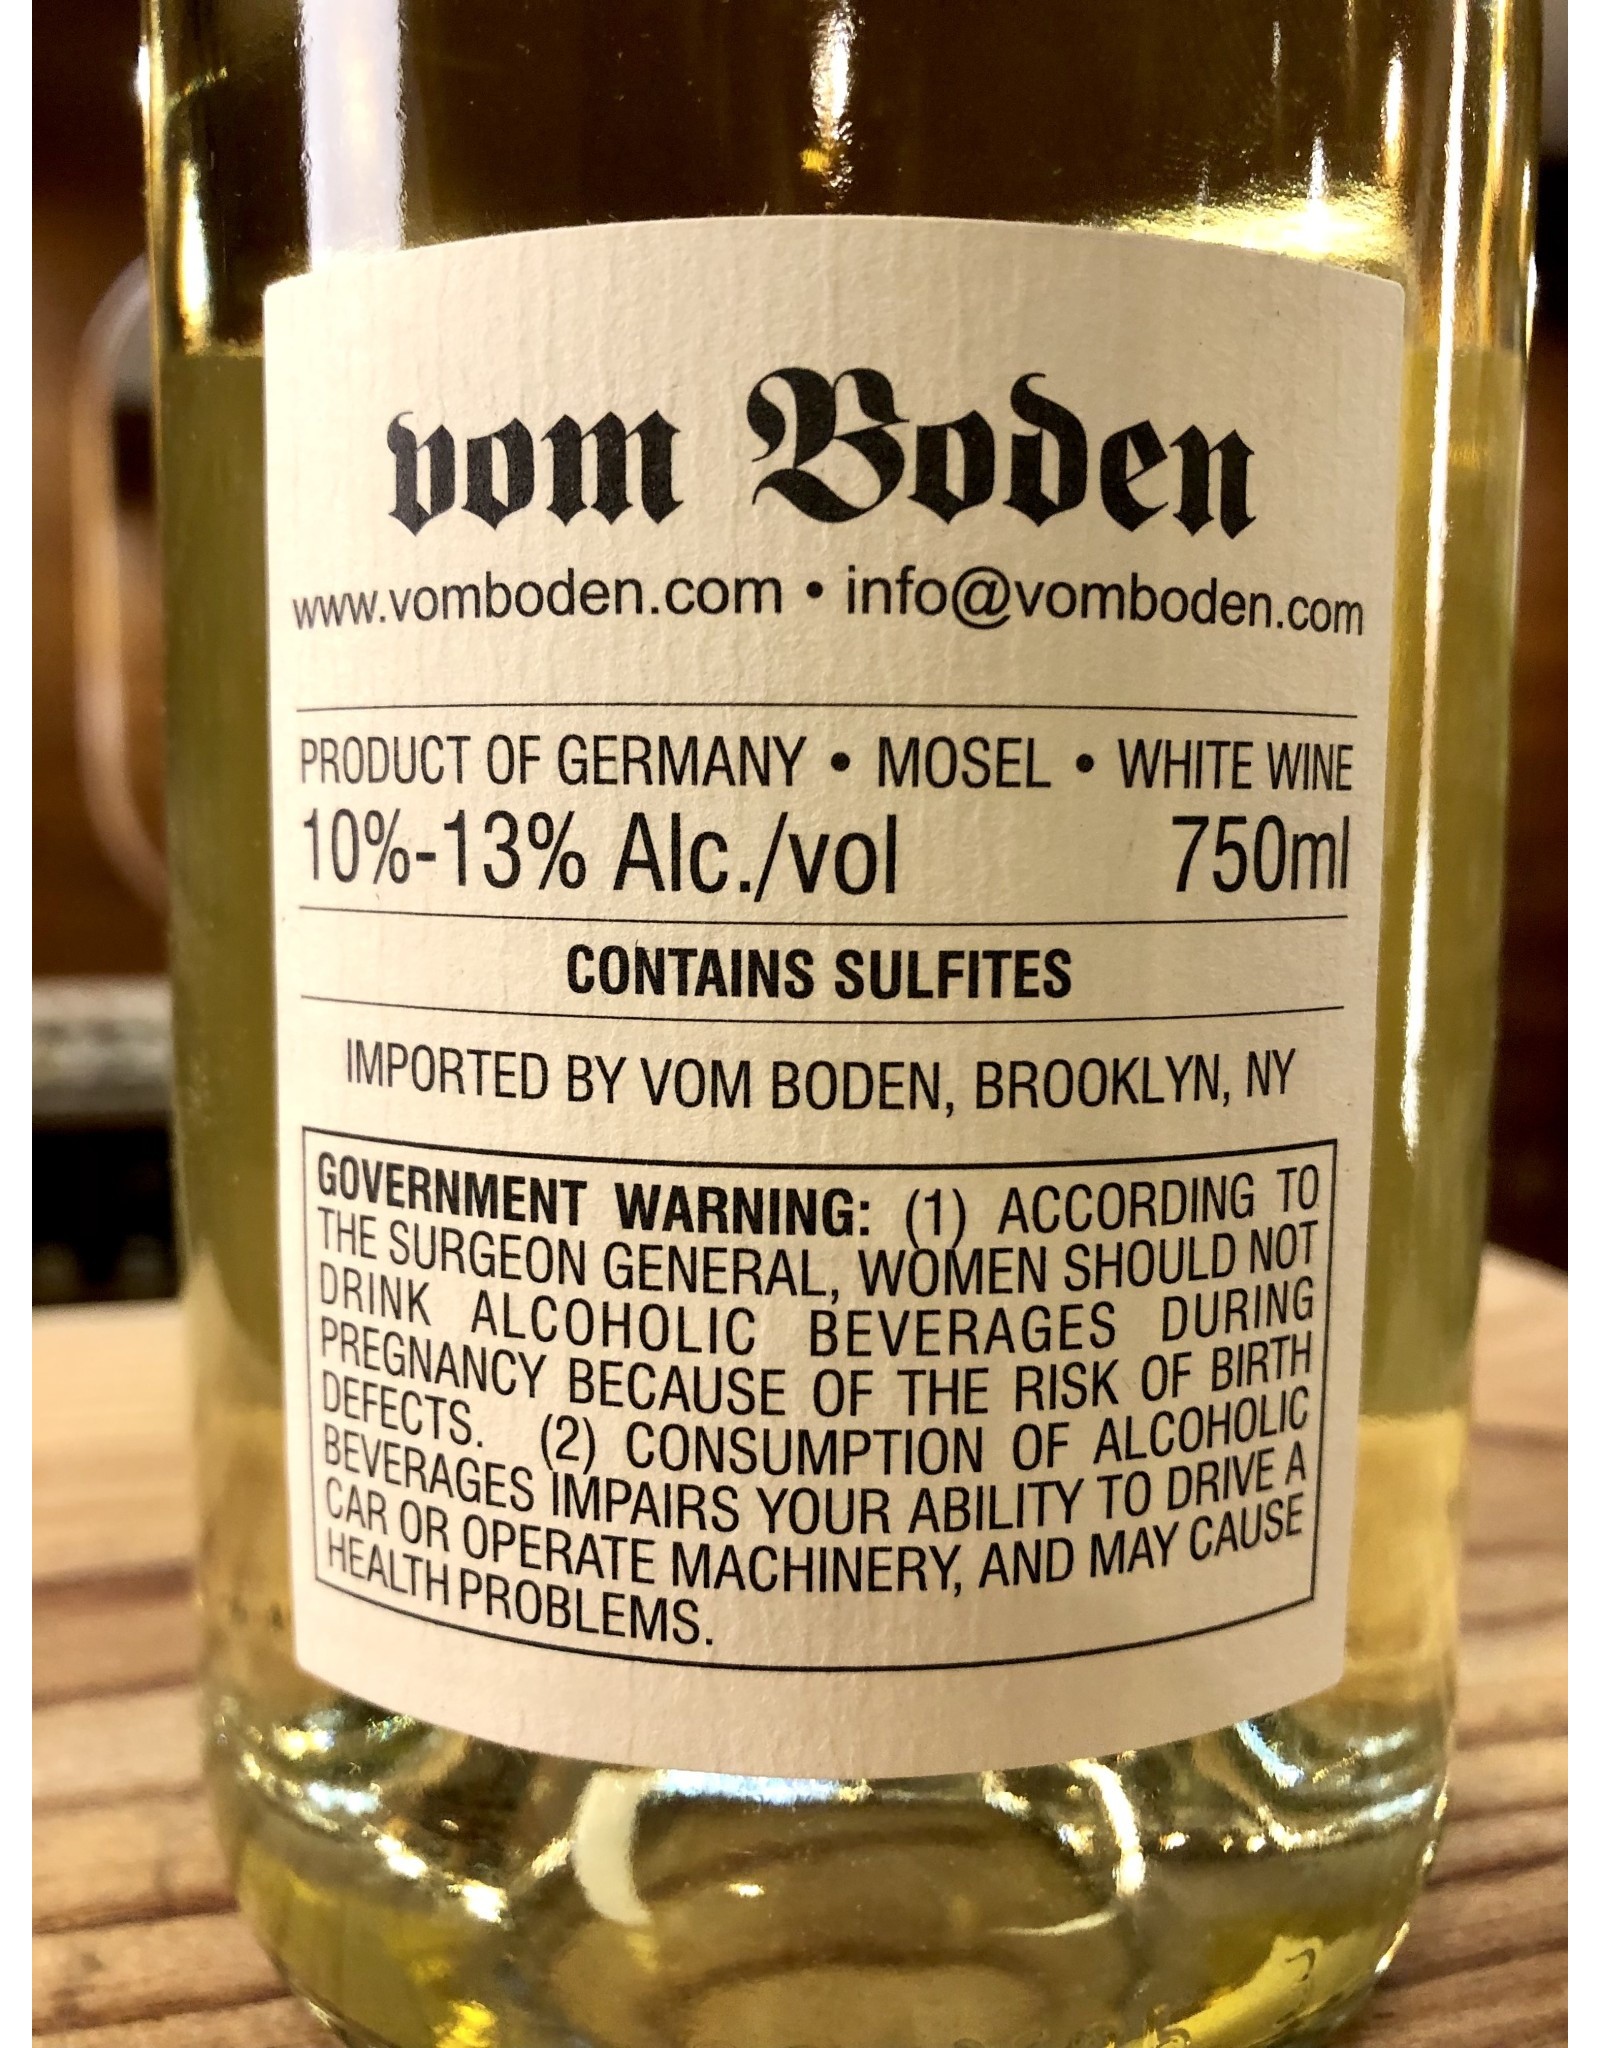 vom Boden
www.vomboden.com • info@vomboden.com
PRODUCT OF GERMANY • MOSEL • WHITE WINE
10%-13% Alc./vol 750ml
CONTAINS SULFITES
IMPORTED BY VOM BODEN, BROOKLYN, NY
GOVERNMENT WARNING: (1) ACCORDING TO
THE SURGEON GENERAL, WOMEN SHOULD NOT
DRINK ALCOHOLIC BEVERAGES DURING
PREGNANCY BECAUSE OF THE RISK OF BIRTH
DEFECTS. (2) CONSUMPTION OF ALCOHOLIC
BEVERAGES IMPAIRS YOUR ABILITY TO DRIVE A
CAR OR OPERATE MACHINERY, AND MAY CAUSE
HEALTH PROBLEMS.